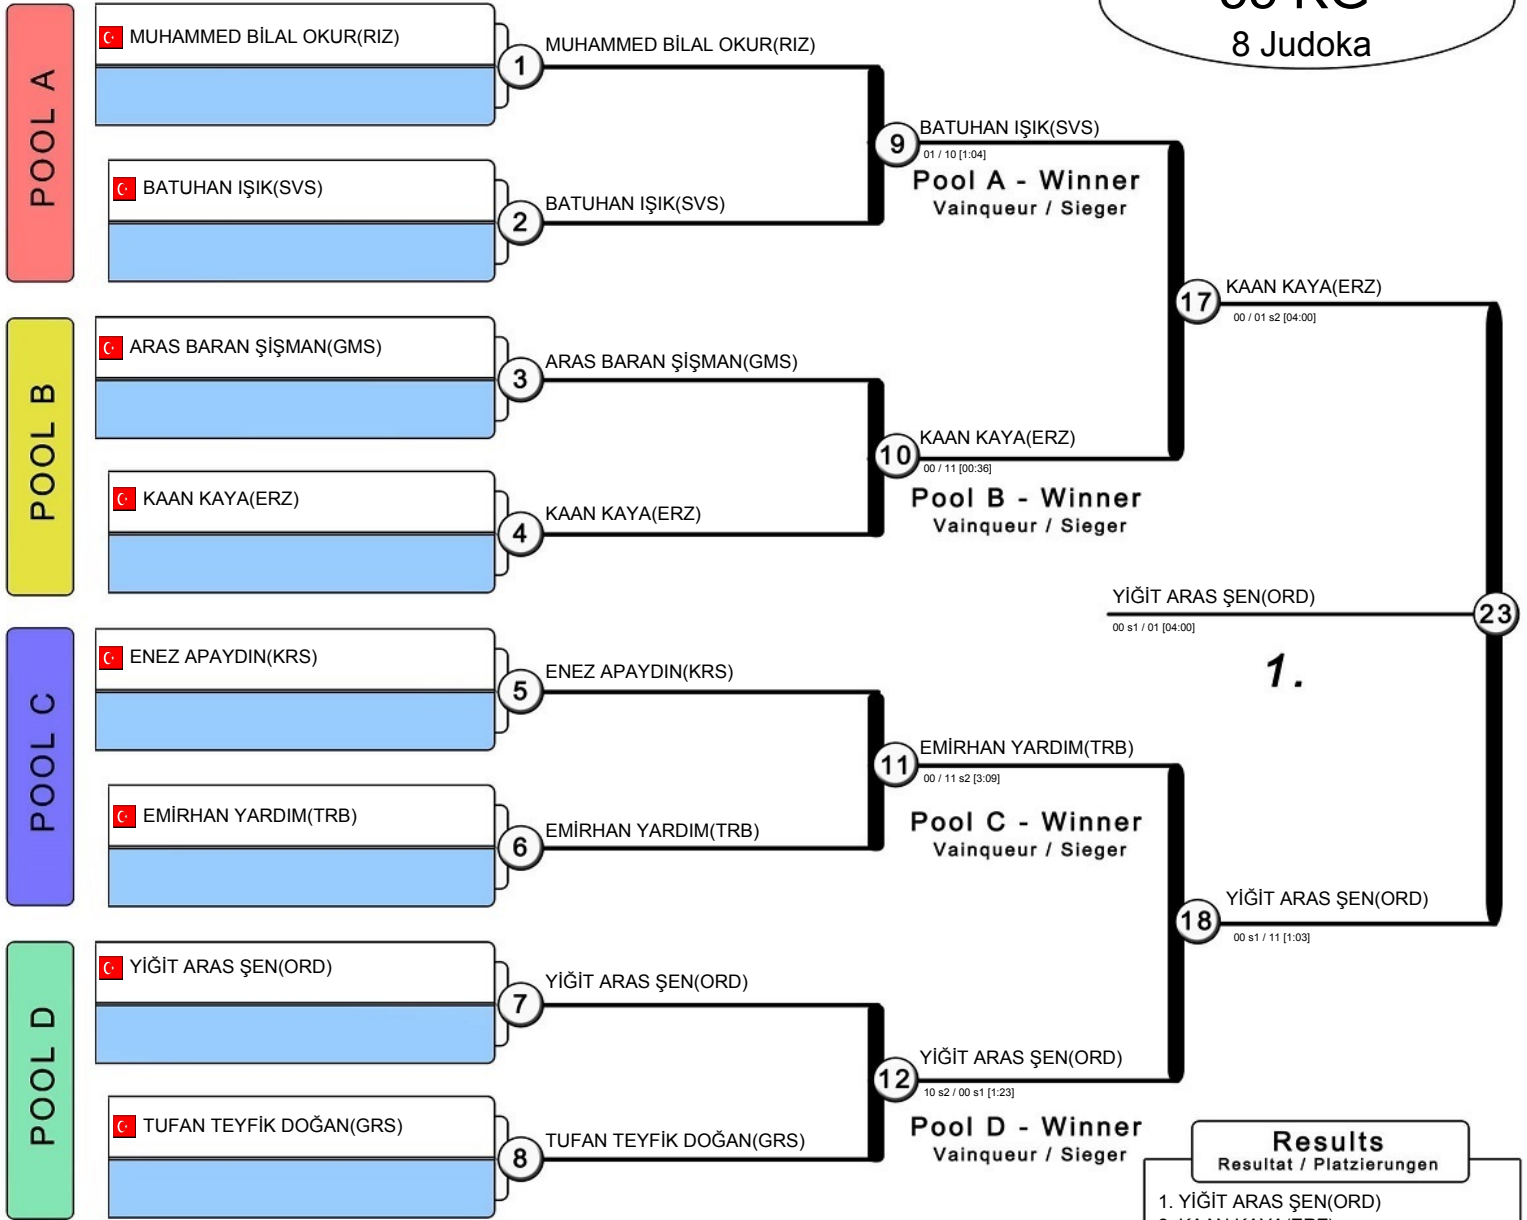 8 Judoka
POOL A
MUHAMMED BİLAL OKUR(RIZ)
1
MUHAMMED BİLAL OKUR(RIZ)
BATUHAN IŞIK(SVS)
2
BATUHAN IŞIK(SVS)
9
BATUHAN IŞIK(SVS)
01 / 10 [1:04]
Pool A - Winner
Vainqueur / Sieger
POOL B
ARAS BARAN ŞİŞMAN(GMS)
3
ARAS BARAN ŞİŞMAN(GMS)
KAAN KAYA(ERZ)
4
KAAN KAYA(ERZ)
10
KAAN KAYA(ERZ)
00 / 11 [00:36]
Pool B - Winner
Vainqueur / Sieger
17
KAAN KAYA(ERZ)
00 / 01 s2 [04:00]
YİĞİT ARAS ŞEN(ORD)
23
00 s1 / 01 [04:00]
1.
POOL C
ENEZ APAYDIN(KRS)
5
ENEZ APAYDIN(KRS)
EMİRHAN YARDIM(TRB)
6
EMİRHAN YARDIM(TRB)
11
EMİRHAN YARDIM(TRB)
00 / 11 s2 [3:09]
Pool C - Winner
Vainqueur / Sieger
18
YİĞİT ARAS ŞEN(ORD)
00 s1 / 11 [1:03]
POOL D
YİĞİT ARAS ŞEN(ORD)
7
YİĞİT ARAS ŞEN(ORD)
TUFAN TEYFİK DOĞAN(GRS)
8
TUFAN TEYFİK DOĞAN(GRS)
12
YİĞİT ARAS ŞEN(ORD)
10 s2 / 00 s1 [1:23]
Pool D - Winner
Vainqueur / Sieger
Results
Resultat / Platzierungen
1. YİĞİT ARAS ŞEN(ORD)